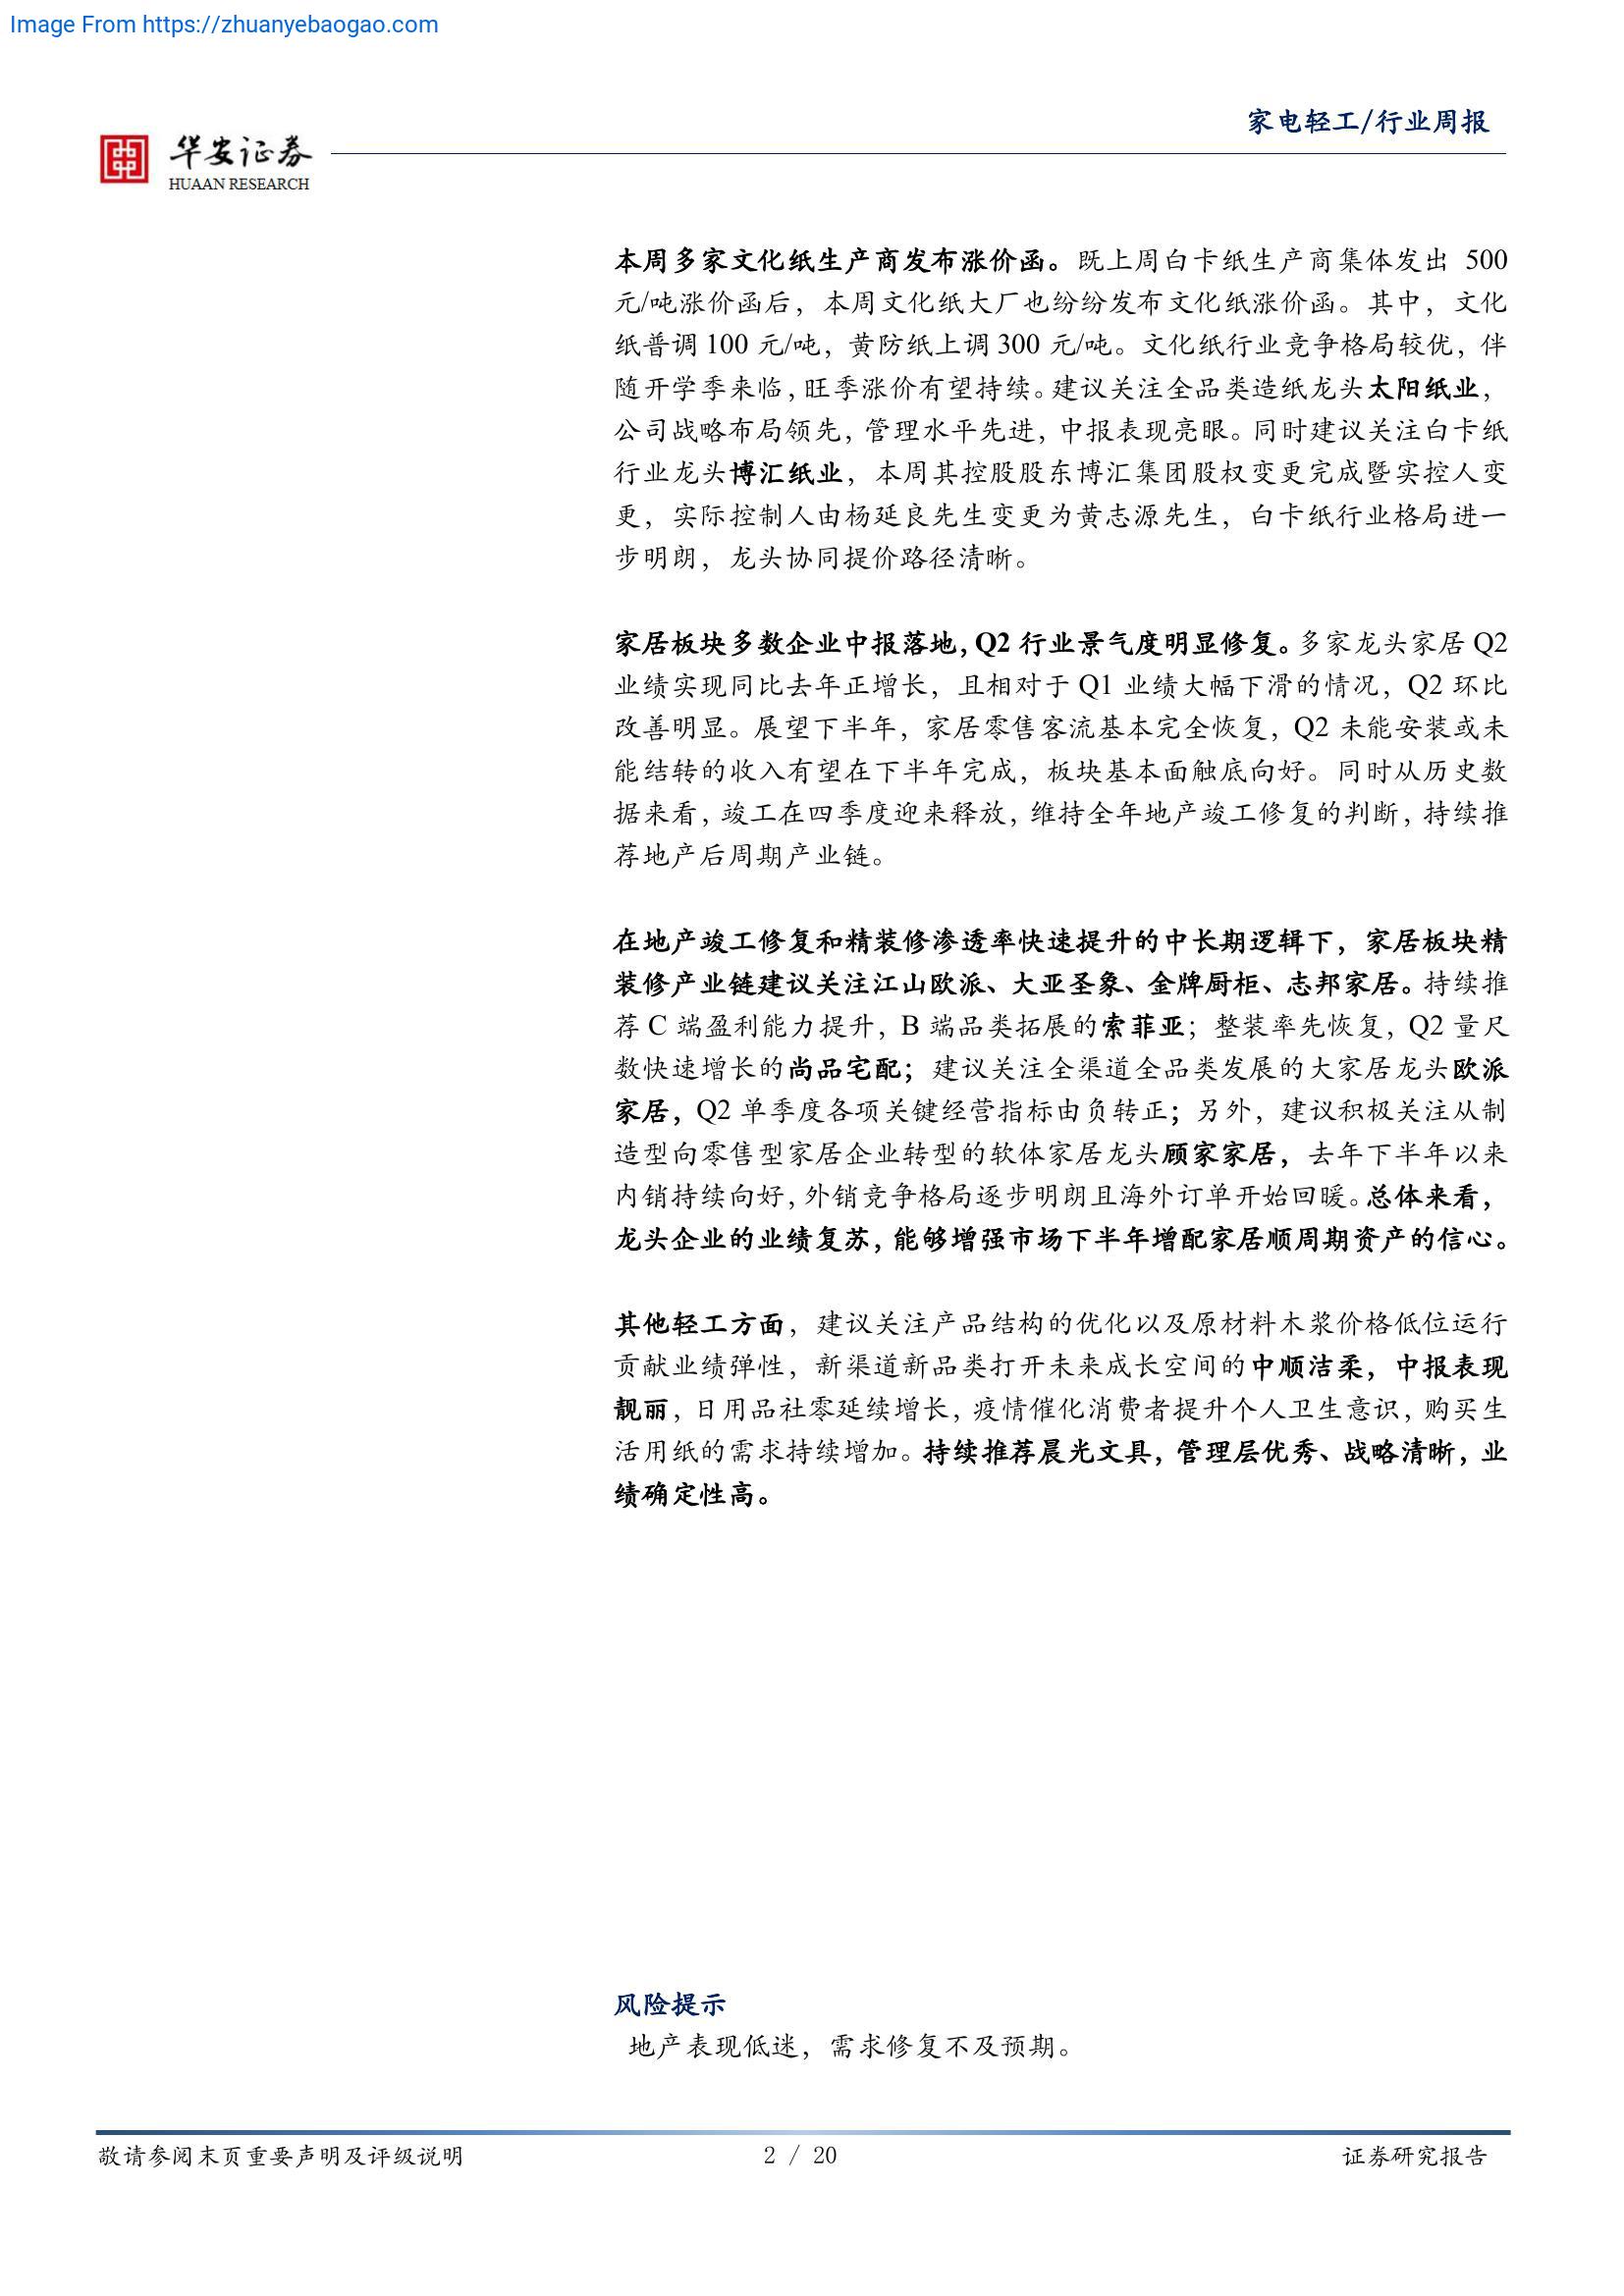 Image From https://zhuanyebaogao.com
家电轻工/行业周报
华安证券
HUAAN RESEARCH
本周多家文化纸生产商发布涨价函。既上周白卡纸生产商集体发出 500
元/吨涨价函后，本周文化纸大厂也纷纷发布文化纸涨价函。其中，文化
纸普调 100 元/吨，黄防纸上调 300 元/吨。文化纸行业竞争格局较优，伴
随开学季来临，旺季涨价有望持续。建议关注全品类造纸龙头太阳纸业，
公司战略布局领先，管理水平先进，中报表现亮眼。同时建议关注白卡纸
行业龙头博汇纸业，本周其控股股东博汇集团股权变更完成暨实控人变
更，实际控制人由杨延良先生变更为黄志源先生，白卡纸行业格局进一
步明朗，龙头协同提价路径清晰。
家居板块多数企业中报落地，Q2 行业景气度明显修复。多家龙头家居 Q2
业绩实现同比去年正增长，且相对于 Q1 业绩大幅下滑的情况，Q2 环比
改善明显。展望下半年，家居零售客流基本完全恢复，Q2 未能安装或未
能结转的收入有望在下半年完成，板块基本面触底向好。同时从历史数
据来看，竣工在四季度迎来释放，维持全年地产竣工修复的判断，持续推
荐地产后周期产业链。
在地产竣工修复和精装修渗透率快速提升的中长期逻辑下，家居板块精
装修产业链建议关注江山欧派、大亚圣象、金牌厨柜、志邦家居。持续推
荐 C 端盈利能力提升，B 端品类拓展的索菲亚；整装率先恢复，Q2 量尺
数快速增长的尚品宅配；建议关注全渠道全品类发展的大家居龙头欧派
家居，Q2 单季度各项关键经营指标由负转正；另外，建议积极关注从制
造型向零售型家居企业转型的软体家居龙头顾家家居，去年下半年以来
内销持续向好，外销竞争格局逐步明朗且海外订单开始回暖。总体来看，
龙头企业的业绩复苏，能够增强市场下半年增配家居顺周期资产的信心。
其他轻工方面，建议关注产品结构的优化以及原材料木浆价格低位运行
贡献业绩弹性，新渠道新品类打开未来成长空间的中顺洁柔，中报表现
靓丽，日用品社零延续增长，疫情催化消费者提升个人卫生意识，购买生
活用纸的需求持续增加。持续推荐晨光文具，管理层优秀、战略清晰，业
绩确定性高。
风险提示
地产表现低迷，需求修复不及预期。
敬请参阅末页重要声明及评级说明
2 / 20
证券研究报告